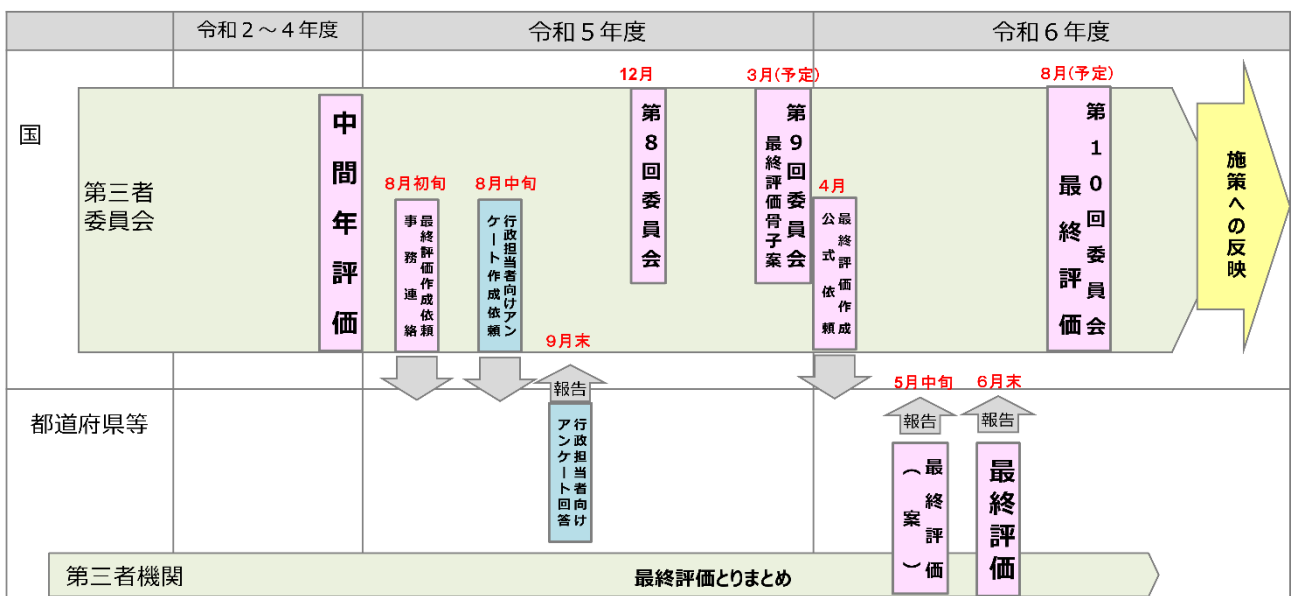 令和２～４年度
令和５年度
令和６年度
国
第三者
委員会
中間年評価
8月初旬
最終評価作成依頼
事務連絡
8月中旬
行政担当者向けアン
ケート作成依頼
9月末
報告
行政担当者向け
アンケート回答
12月
第８回委員会
3月(予定)
第９回委員会
最終評価骨子案
4月
最終評価作成
公式依頼
8月(予定)
第１０回委員会
最終評価
施策への反映
都道府県等
5月中旬
報告
最終評価
（案）
6月末
報告
最終評価
第三者機関
最終評価とりまとめ